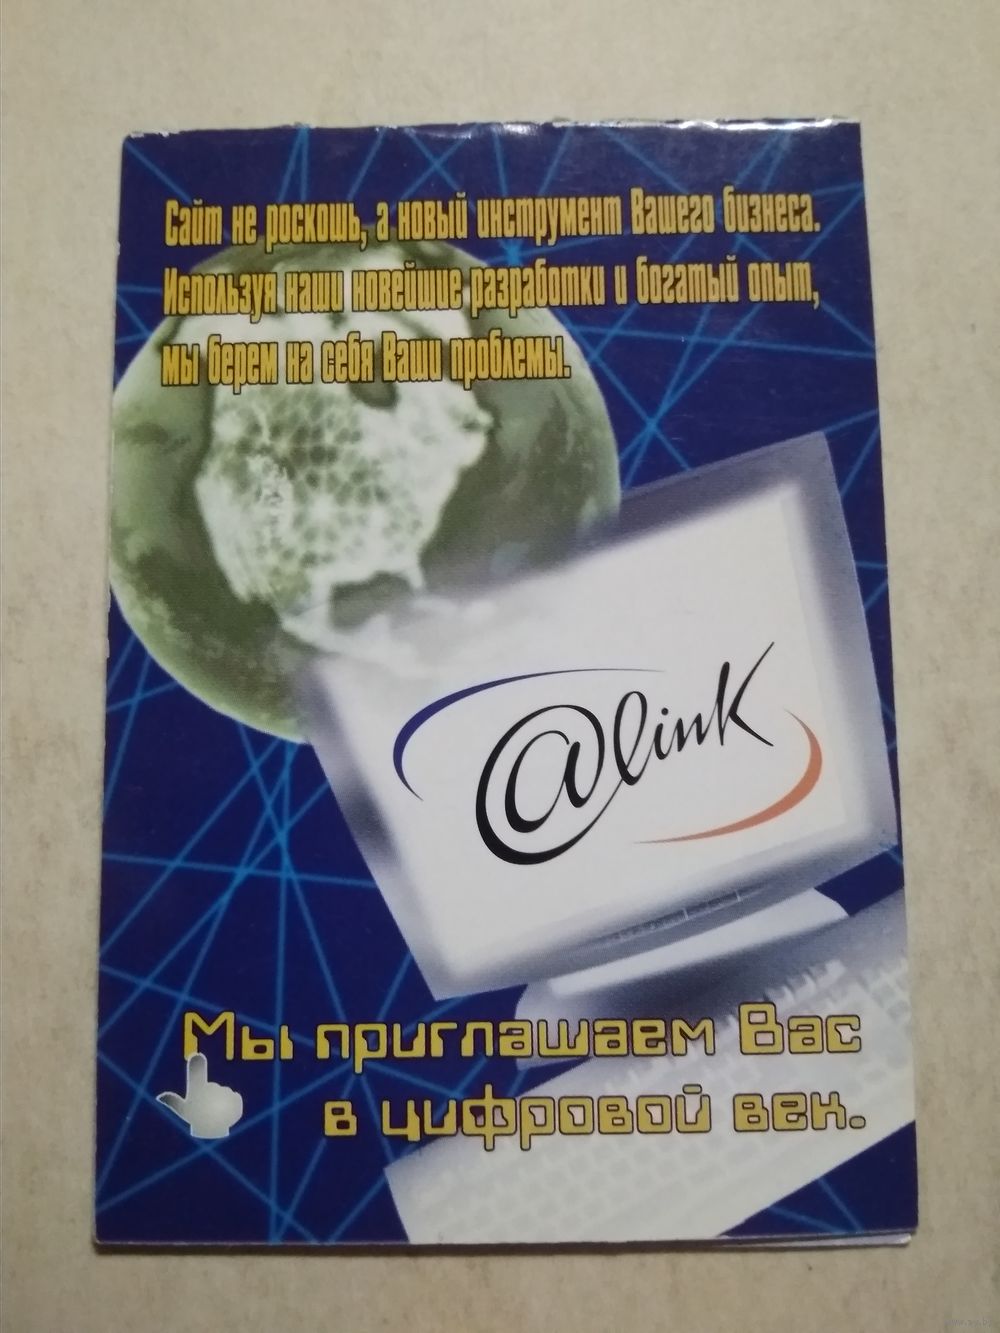 Сайт не роскошь, а новый инструмент Вашего бизнеса.
Используя наши новейшие разработки и богатый опыт,
мы берем на себя Ваши проблемы.
@link
Мы приглашаем Вас
в цифровой век.